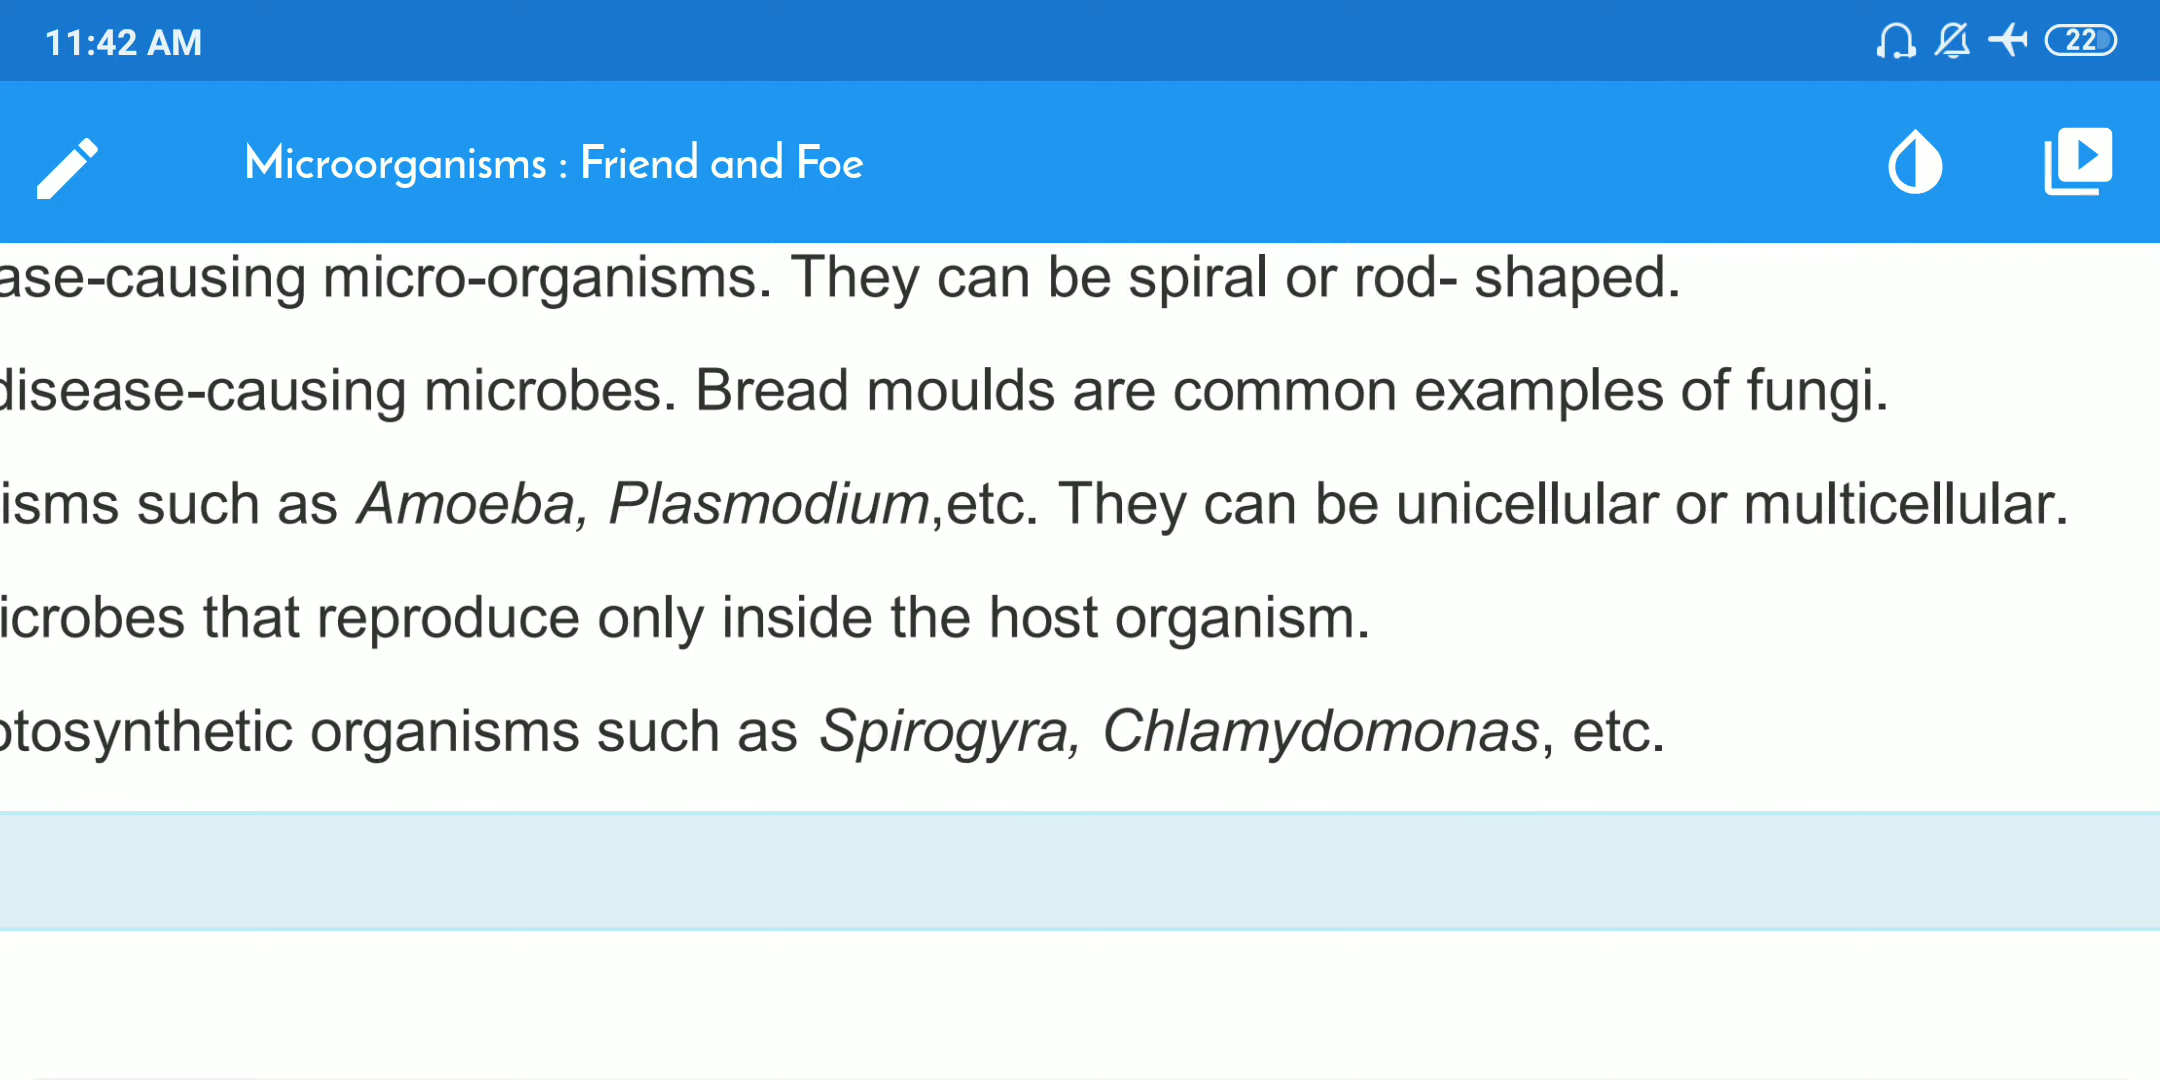 11:42 AM
22
Microorganisms : Friend and Foe
ase-causing micro-organisms. They can be spiral or rod- shaped.
disease-causing microbes. Bread moulds are common examples of fungi.
isms such as Amoeba, Plasmodium,etc. They can be unicellular or multicellular.
icrobes that reproduce only inside the host organism.
otosynthetic organisms such as Spirogyra, Chlamydomonas, etc.